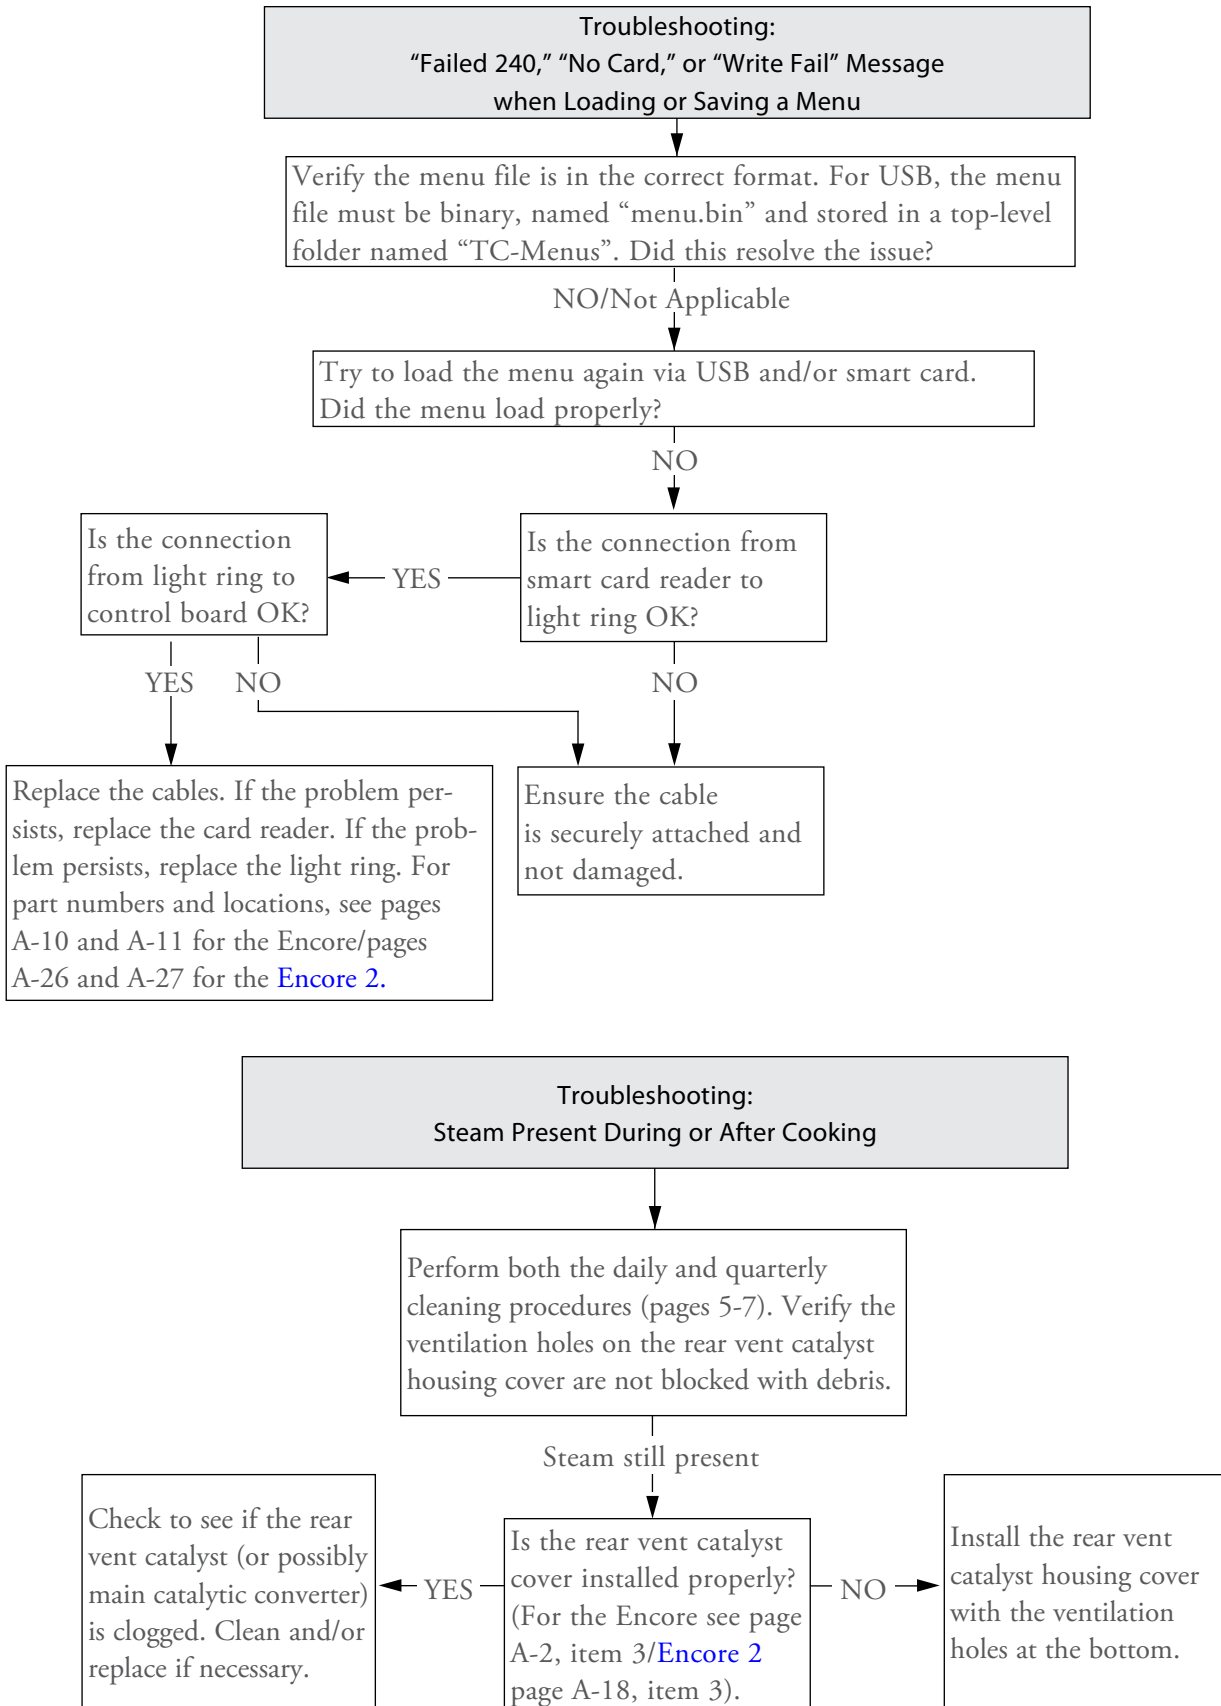 Troubleshooting:
“Failed 240,” “No Card,” or “Write Fail” Message
when Loading or Saving a Menu
Verify the menu file is in the correct format. For USB, the menu
file must be binary, named “menu.bin” and stored in a top-level
folder named “TC-Menus”. Did this resolve the issue?
NO/Not Applicable
Try to load the menu again via USB and/or smart card.
Did the menu load properly?
NO
Is the connection from
smart card reader to
light ring OK?
YES
Is the connection
from light ring to
control board OK?
YES
NO
NO
Replace the cables. If the problem per-
sists, replace the card reader. If the prob-
lem persists, replace the light ring. For
part numbers and locations, see pages
A-10 and A-11 for the Encore/pages
A-26 and A-27 for the Encore 2.
Ensure the cable
is securely attached and
not damaged.
Troubleshooting:
Steam Present During or After Cooking
Perform both the daily and quarterly
cleaning procedures (pages 5-7). Verify the
ventilation holes on the rear vent catalyst
housing cover are not blocked with debris.
Steam still present
Check to see if the rear
vent catalyst (or possibly
main catalytic converter)
is clogged. Clean and/or
replace if necessary.
YES
Is the rear vent catalyst
cover installed properly?
(For the Encore see page
A-2, item 3/Encore 2
page A-18, item 3).
NO
Install the rear vent
catalyst housing cover
with the ventilation
holes at the bottom.